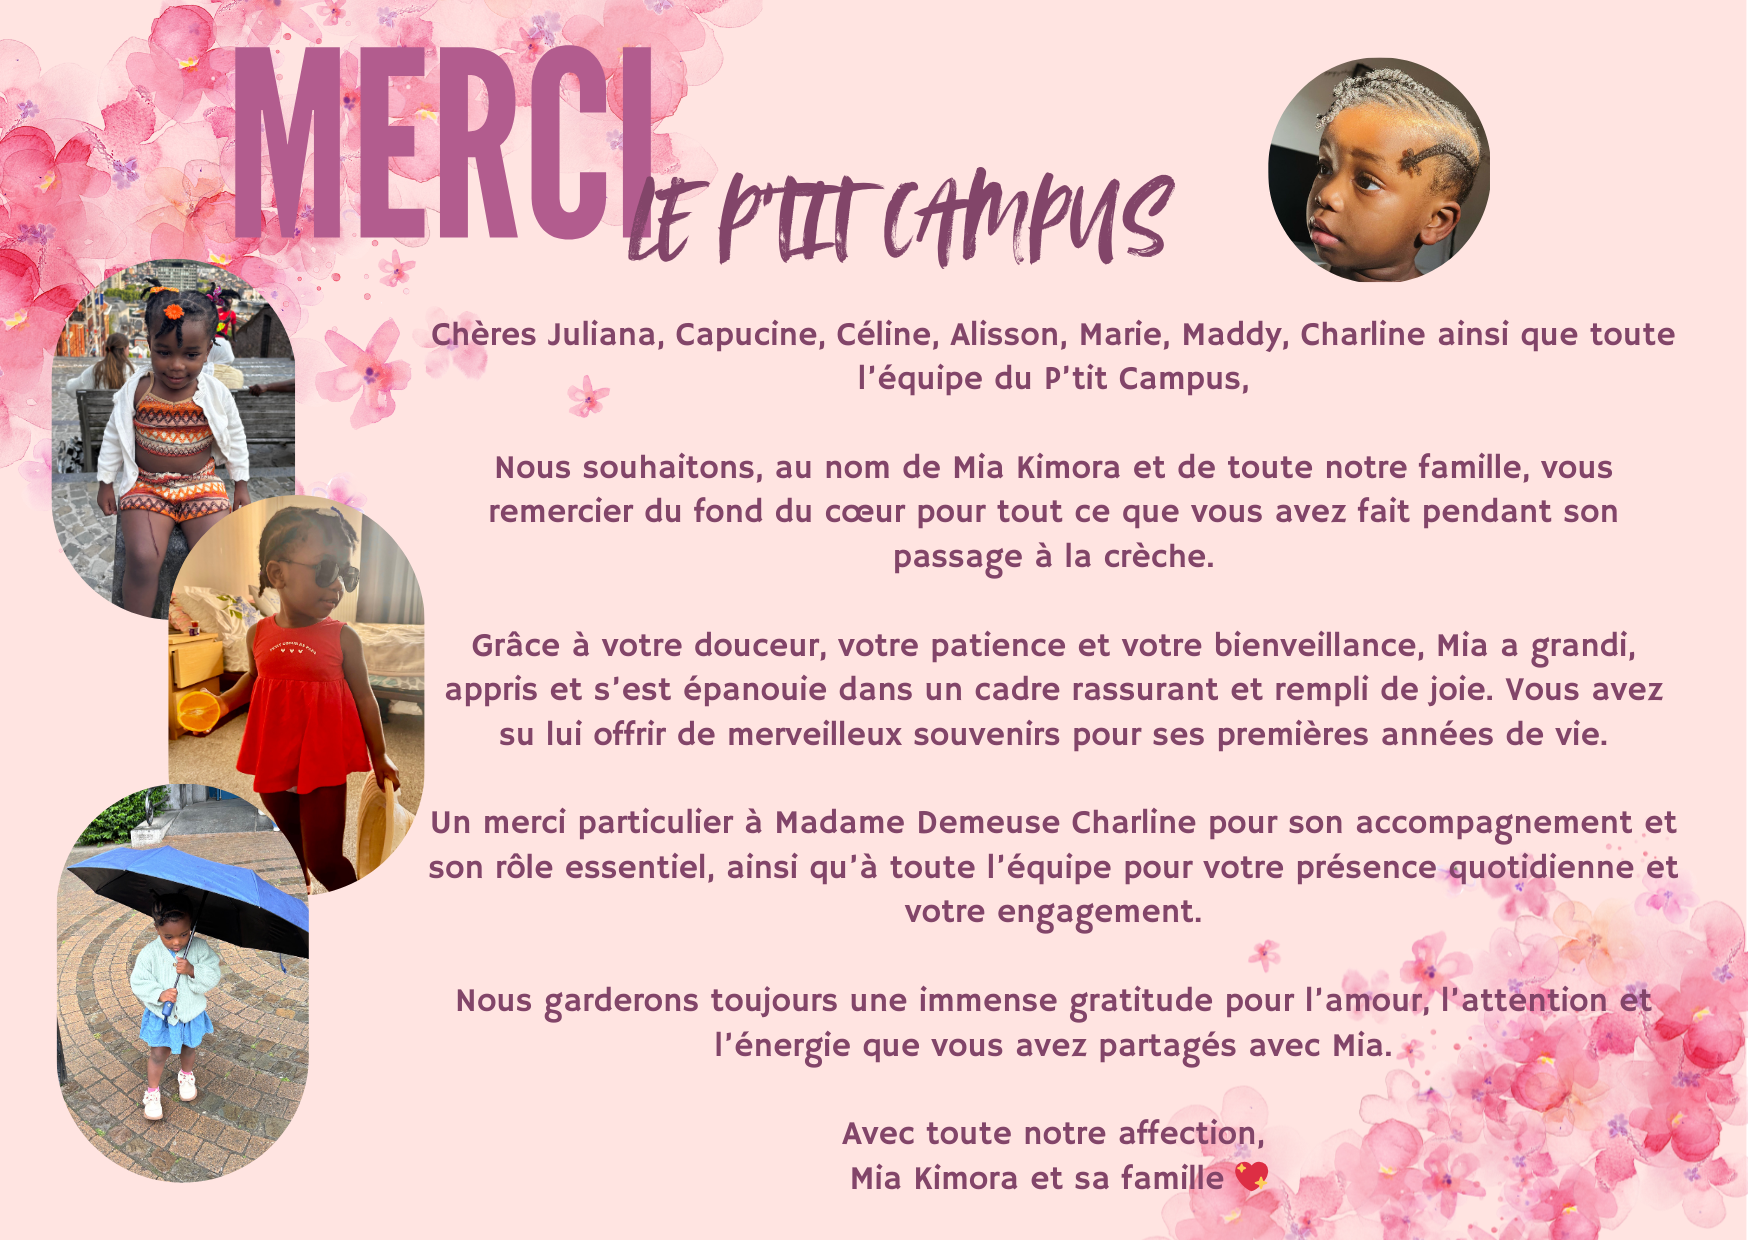 MERCI
LE P'TIT CAMPUS
Chères Juliana, Capucine, Céline, Alisson, Marie, Maddy, Charline ainsi que toute
l'équipe du P'tit Campus,
Nous souhaitons, au nom de Mia Kimora et de toute notre famille, vous
remercier du fond du cœur pour tout ce que vous avez fait pendant son
passage à la crèche.
Grâce à votre douceur, votre patience et votre bienveillance, Mia a grandi,
appris et s'est épanouie dans un cadre rassurant et rempli de joie. Vous avez
su lui offrir de merveilleux souvenirs pour ses premières années de vie.
Un merci particulier à Madame Demeuse Charline pour son accompagnement et
son rôle essentiel, ainsi qu'à toute l'équipe pour votre présence quotidienne et
votre engagement.
Nous garderons toujours une immense gratitude pour l'amour, l'attention et
l'énergie que vous avez partagés avec Mia.
Avec toute notre affection,
Mia Kimora et sa famille 💖